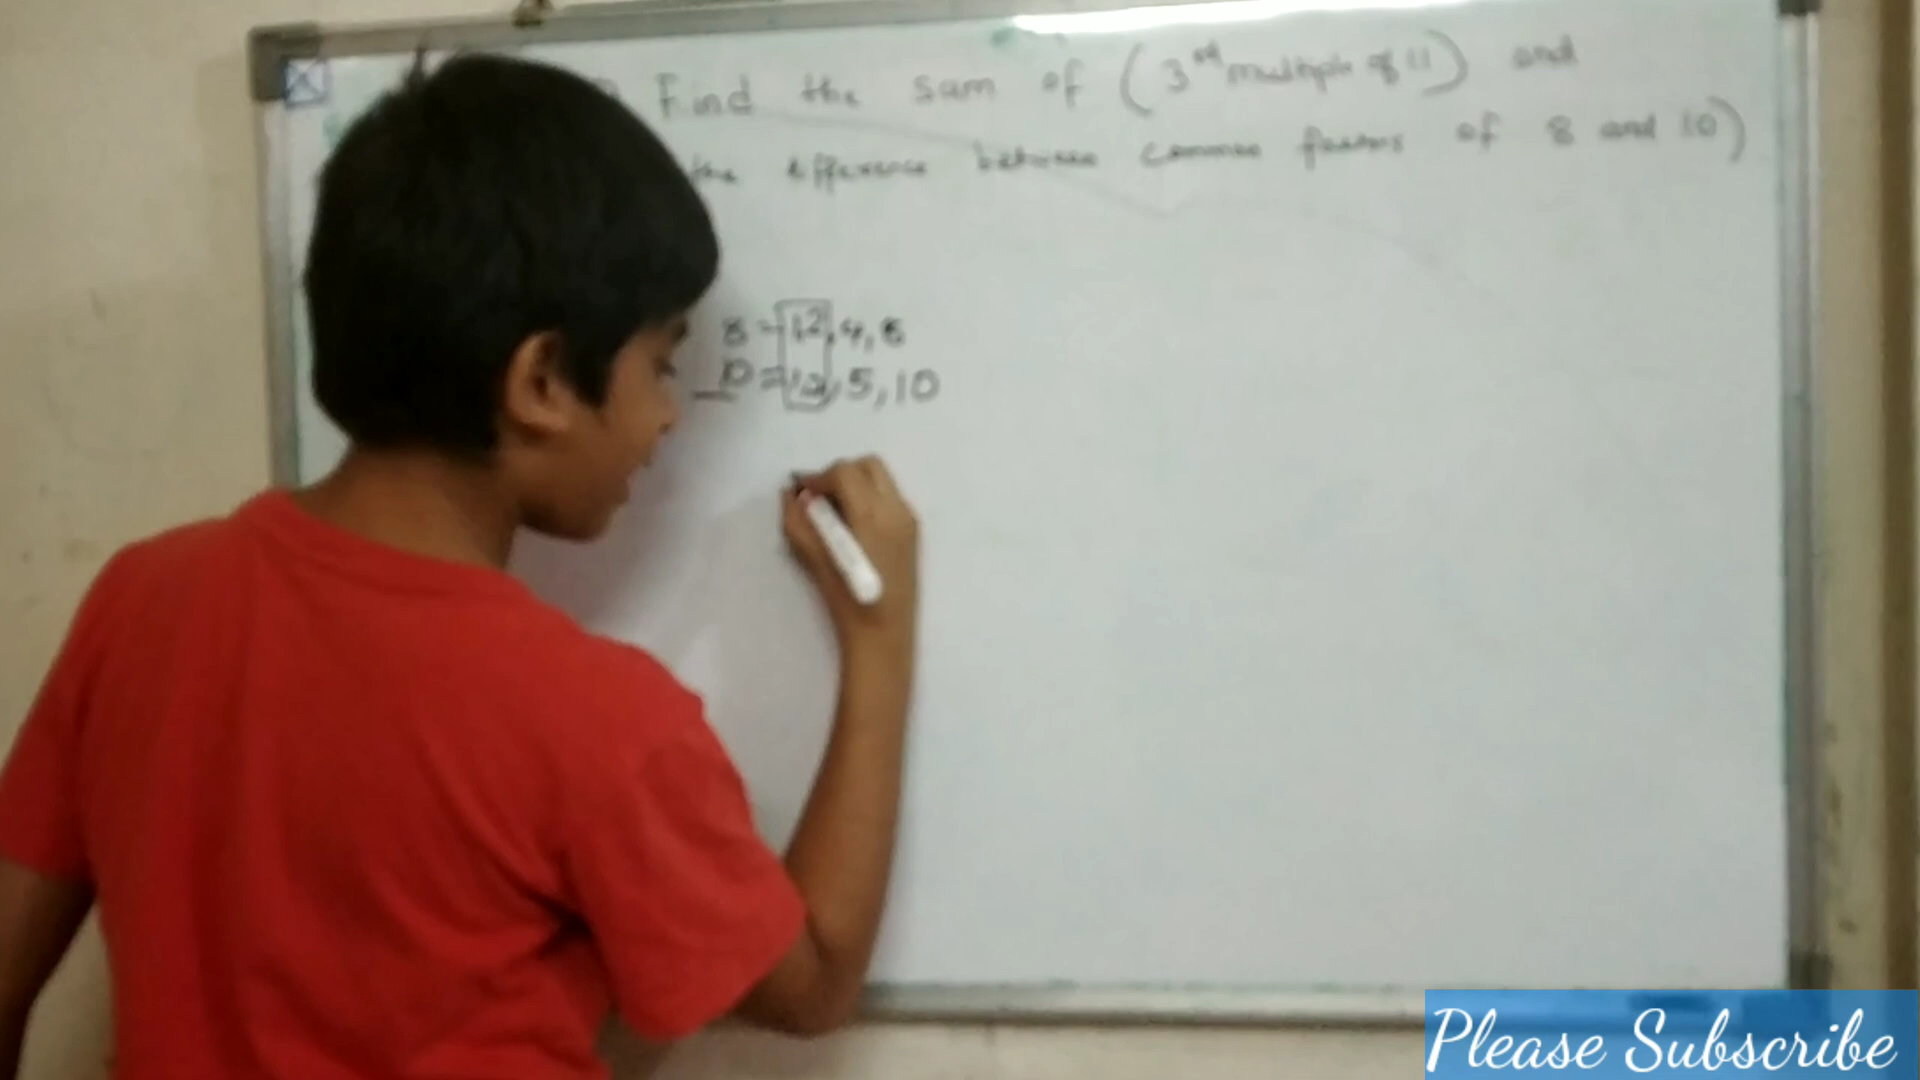 Find the sum of (3rd multiple of 11) and
the difference between common factors of 8 and 10)
8 - 1,2,4,8
10 = 1,2,5,10
Please Subscribe